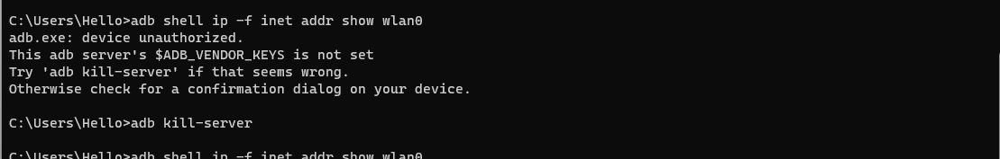 C:\Users\Hello>adb shell ip -f inet addr show wlan0
adb.exe: device unauthorized.
This adb server's $ADB_VENDOR_KEYS is not set
Try 'adb kill-server' if that seems wrong.
Otherwise check for a confirmation dialog on your device.
C:\Users\Hello>adb kill-server
C:\Users\Hello>adb shell ip -f inet addr show wlan0